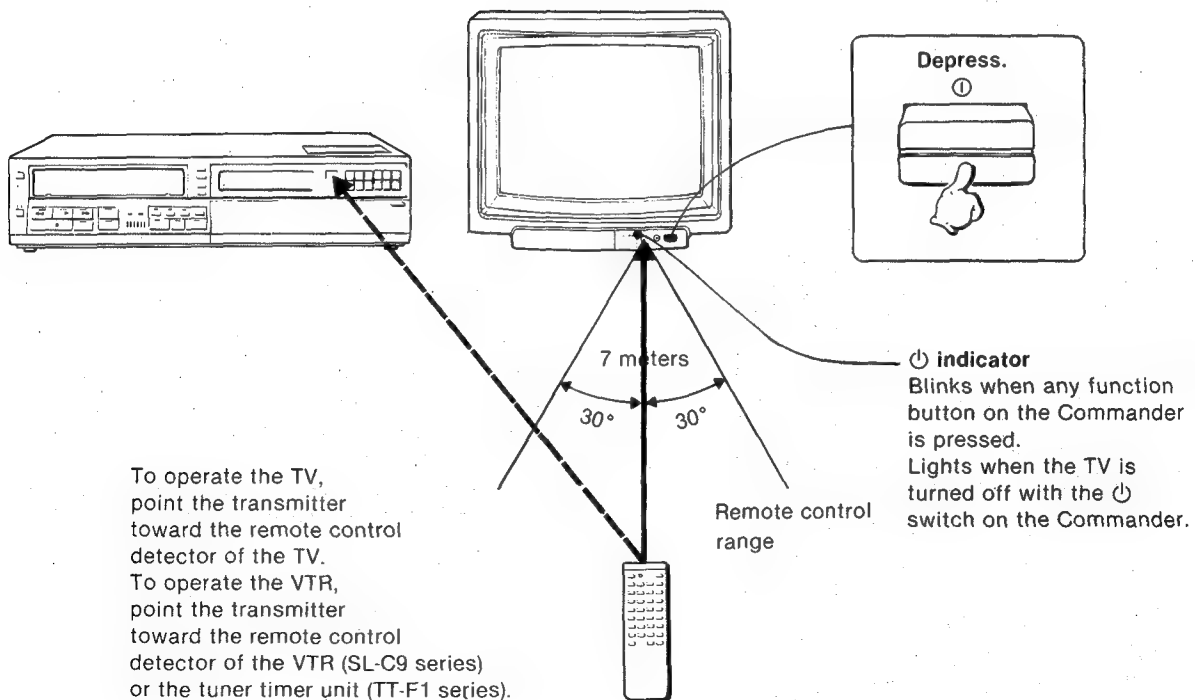 Depress.
7 meters
30°
30°
⏻ indicator
Blinks when any function
button on the Commander
is pressed.
Lights when the TV is
turned off with the ⏻
switch on the Commander.
Remote control
range
To operate the TV,
point the transmitter
toward the remote control
detector of the TV.
To operate the VTR,
point the transmitter
toward the remote control
detector of the VTR (SL-C9 series)
or the tuner timer unit (TT-F1 series).